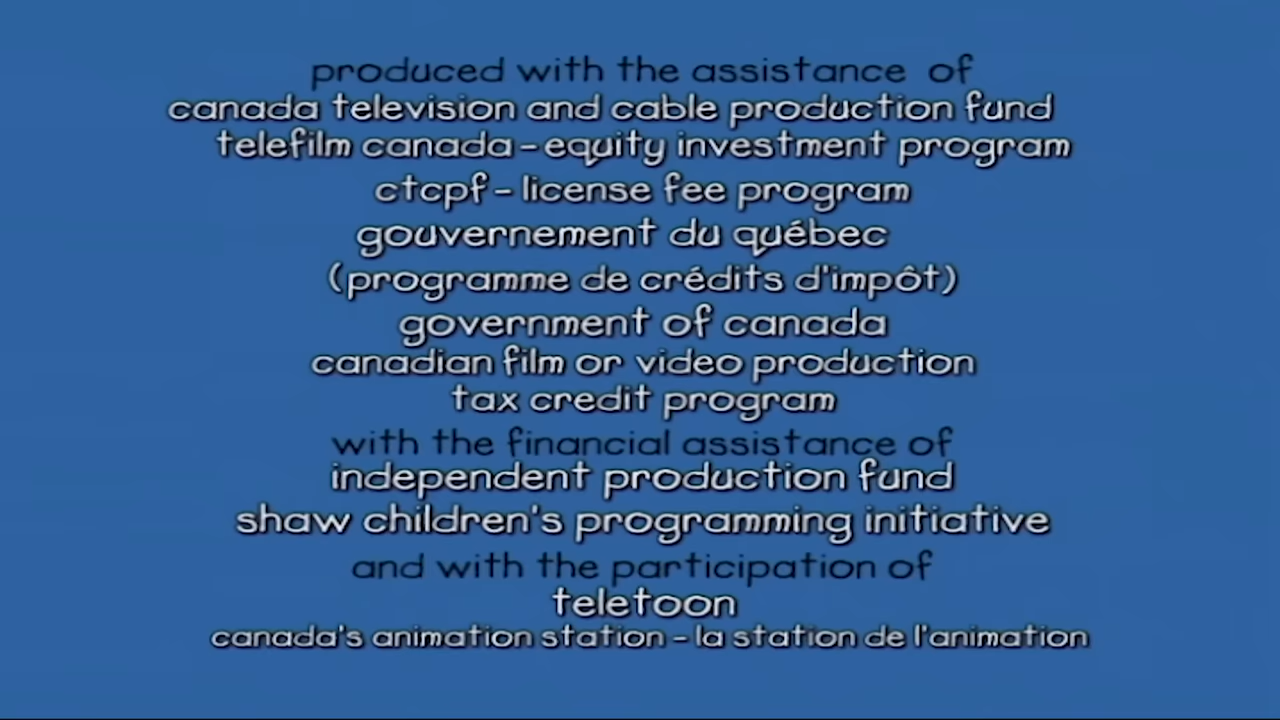 produced with the assistance of
canada television and cable production fund
telefilm canada - equity investment program
ctcpf - license fee program
gouvernement du québec
(programme de crédits d'impôt)
government of canada
canadian film or video production
tax credit program
with the financial assistance of
independent production fund
shaw children's programming initiative
and with the participation of
teletoon
canada's animation station - la station de l'animation